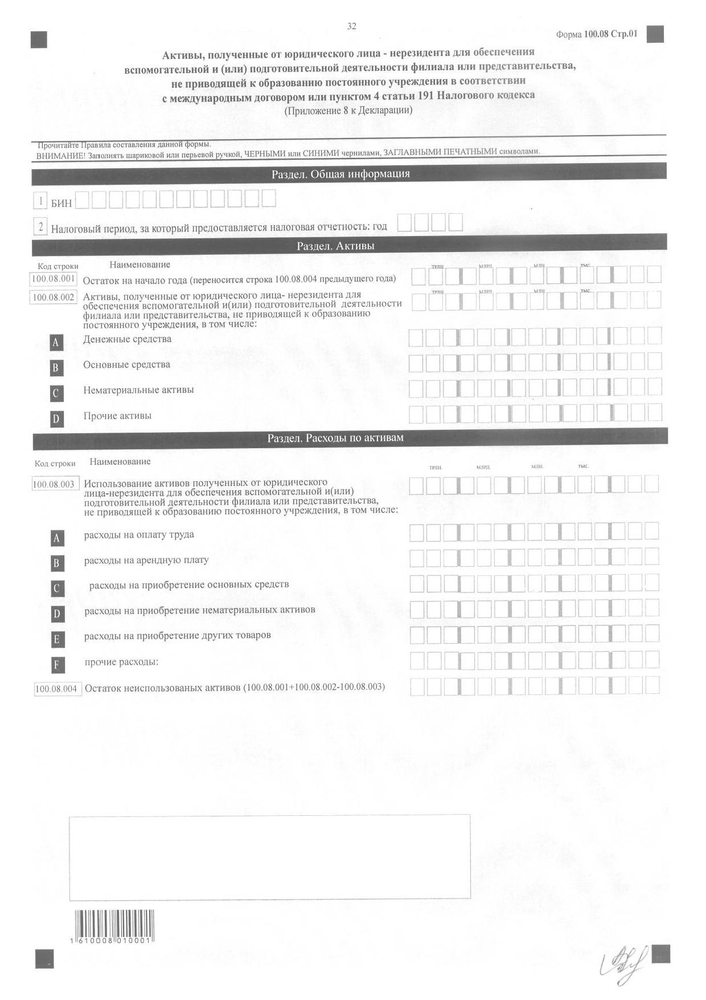 32
Форма 100.08 Стр.01
Активы, полученные от юридического лица - нерезидента для обеспечения
вспомогательной и (или) подготовительной деятельности филиала или представительства,
не приводящей к образованию постоянного учреждения в соответствии
с международным договором или пунктом 4 статьи 191 Налогового кодекса
(Приложение 8 к Декларации)
Прочитайте Правила составления данной формы.
ВНИМАНИЕ! Заполнять шариковой или перьевой ручкой, ЧЕРНЫМИ или СИНИМИ чернилами, ЗАГЛАВНЫМИ ПЕЧАТНЫМИ символами.
Раздел. Общая информация
1 БИН
2 Налоговый период, за который предоставляется налоговая отчетность: год
Раздел. Активы
Код строки Наименование
ТРЛН МЛРД МЛН ТЫС.
100.08.001 Остаток на начало года (переносится строка 100.08.004 предыдущего года)
ТРЛН МЛРД МЛН ТЫС.
100.08.002 Активы, полученные от юридического лица- нерезидента для
обеспечения вспомогательной и(или) подготовительной деятельности
филиала или представительства, не приводящей к образованию
постоянного учреждения, в том числе:
A Денежные средства
B Основные средства
C Нематериальные активы
D Прочие активы
Раздел. Расходы по активам
Код строки Наименование
ТРЛН. МЛРД. МЛН. ТЫС.
100.08.003 Использование активов полученных от юридического
лица-нерезидента для обеспечения вспомогательной и(или)
подготовительной деятельности филиала или представительства,
не приводящей к образованию постоянного учреждения, в том числе:
A расходы на оплату труда
B расходы на арендную плату
C расходы на приобретение основных средств
D расходы на приобретение нематериальных активов
E расходы на приобретение других товаров
F прочие расходы:
100.08.004 Остаток неиспользованых активов (100.08.001+100.08.002-100.08.003)
1 610008 010001